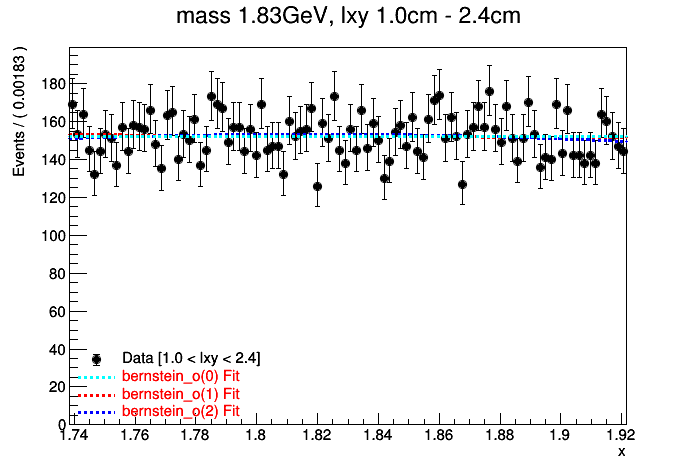 mass 1.83GeV, lxy 1.0cm - 2.4cm
Events / ( 0.00183 )
180
160
140
120
100
80
60
40
20
0
Data [1.0 < lxy < 2.4]
bernstein_o(0) Fit
bernstein_o(1) Fit
bernstein_o(2) Fit
1.74 1.76 1.78 1.8 1.82 1.84 1.86 1.88 1.9 1.92
x